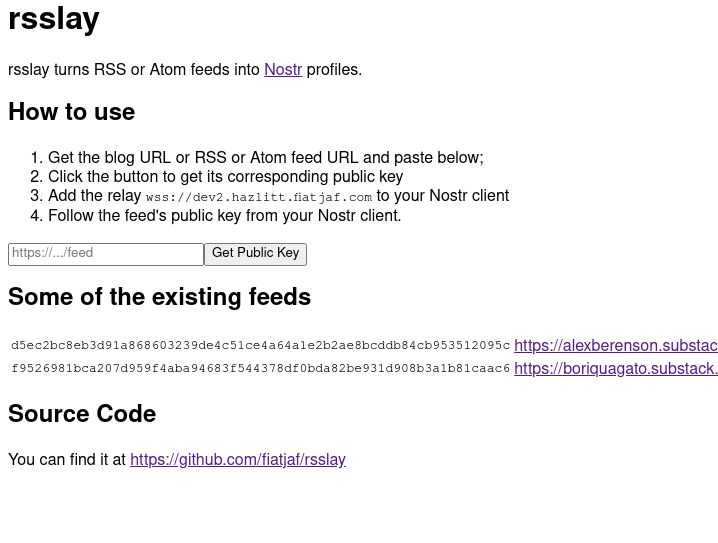 rsslay
rsslay turns RSS or Atom feeds into Nostr profiles.
How to use
1. Get the blog URL or RSS or Atom feed URL and paste below;
2. Click the button to get its corresponding public key
3. Add the relay wss://dev2.hazlitt.fiatjaf.com to your Nostr client
4. Follow the feed's public key from your Nostr client.
https://.../feed Get Public Key
Some of the existing feeds
d5ec2bc8eb3d91a868603239de4c51ce4a64a1e2b2ae8bcddb84cb953512095c https://alexberenson.substac
f9526981bca207d959f4aba94683f544378df0bda82be931d908b3a1b81caac6 https://boriquagato.substack.
Source Code
You can find it at https://github.com/fiatjaf/rsslay